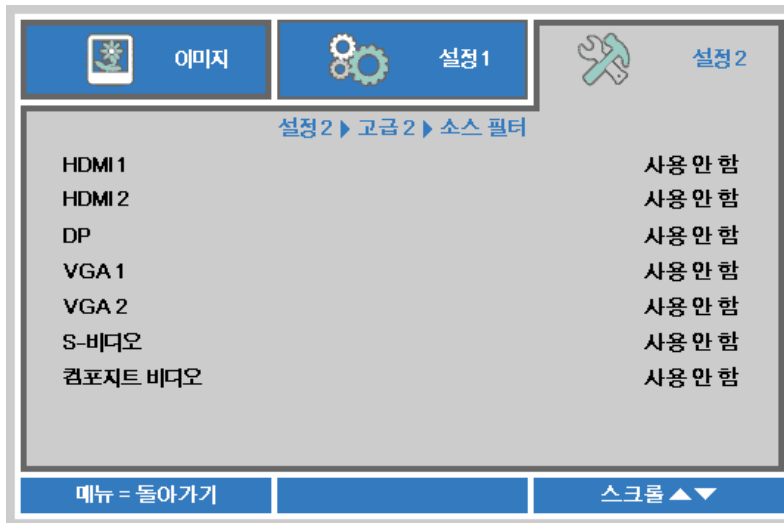 이미지
설정 1
설정 2
설정 2 ▶ 고급 2 ▶ 소스 필터
HDMI 1 사용 안 함
HDMI 2 사용 안 함
DP 사용 안 함
VGA 1 사용 안 함
VGA 2 사용 안 함
S-비디오 사용 안 함
컴포지트 비디오 사용 안 함
메뉴 = 돌아가기
스크롤 ▲▼